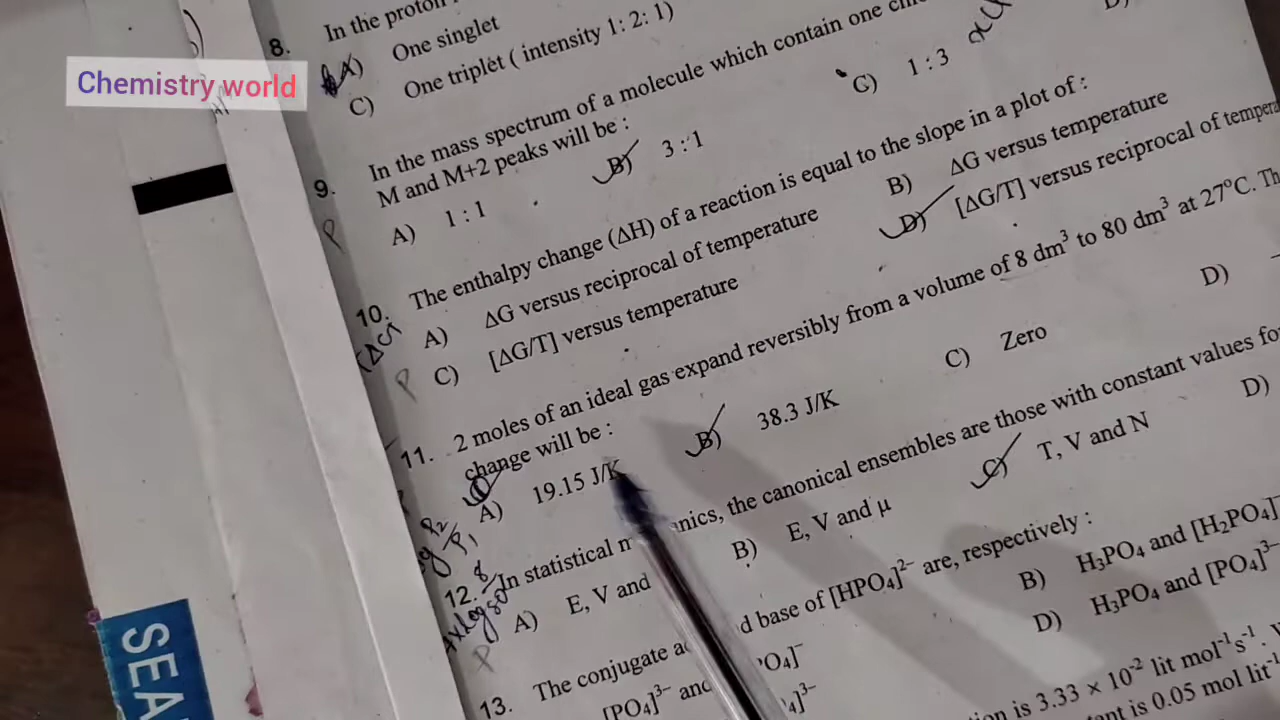 Chemistry world
8. In the proton
A) One singlet
C) One triplet ( intensity 1: 2: 1)
9. In the mass spectrum of a molecule which contain one
M and M+2 peaks will be :
A) 1 : 1 B) 3 : 1 C) 1 : 3
10. The enthalpy change (ΔH) of a reaction is equal to the slope in a plot of :
A) ΔG versus reciprocal of temperature B) ΔG versus temperature
C) [ΔG/T] versus temperature D) [ΔG/T] versus reciprocal of
11. 2 moles of an ideal gas expand reversibly from a volume of 8 dm³ to 80 dm³ at 27°C.
change will be :
A) 19.15 J/K B) 38.3 J/K C) Zero D)
12. In statistical the canonical ensembles are those with constant values
A) E, V and B) E, V and μ C) T, V and N D)
13. The conjugate base of [HPO₄]²⁻ are, respectively :
B) H₃PO₄ and [H₂PO₄]
[PO₄]³⁻ D) H₃PO₄ and [PO₄]³⁻
is 3.33 × 10⁻² lit mol⁻¹s⁻¹.
is 0.05 mol lit⁻¹
SEA